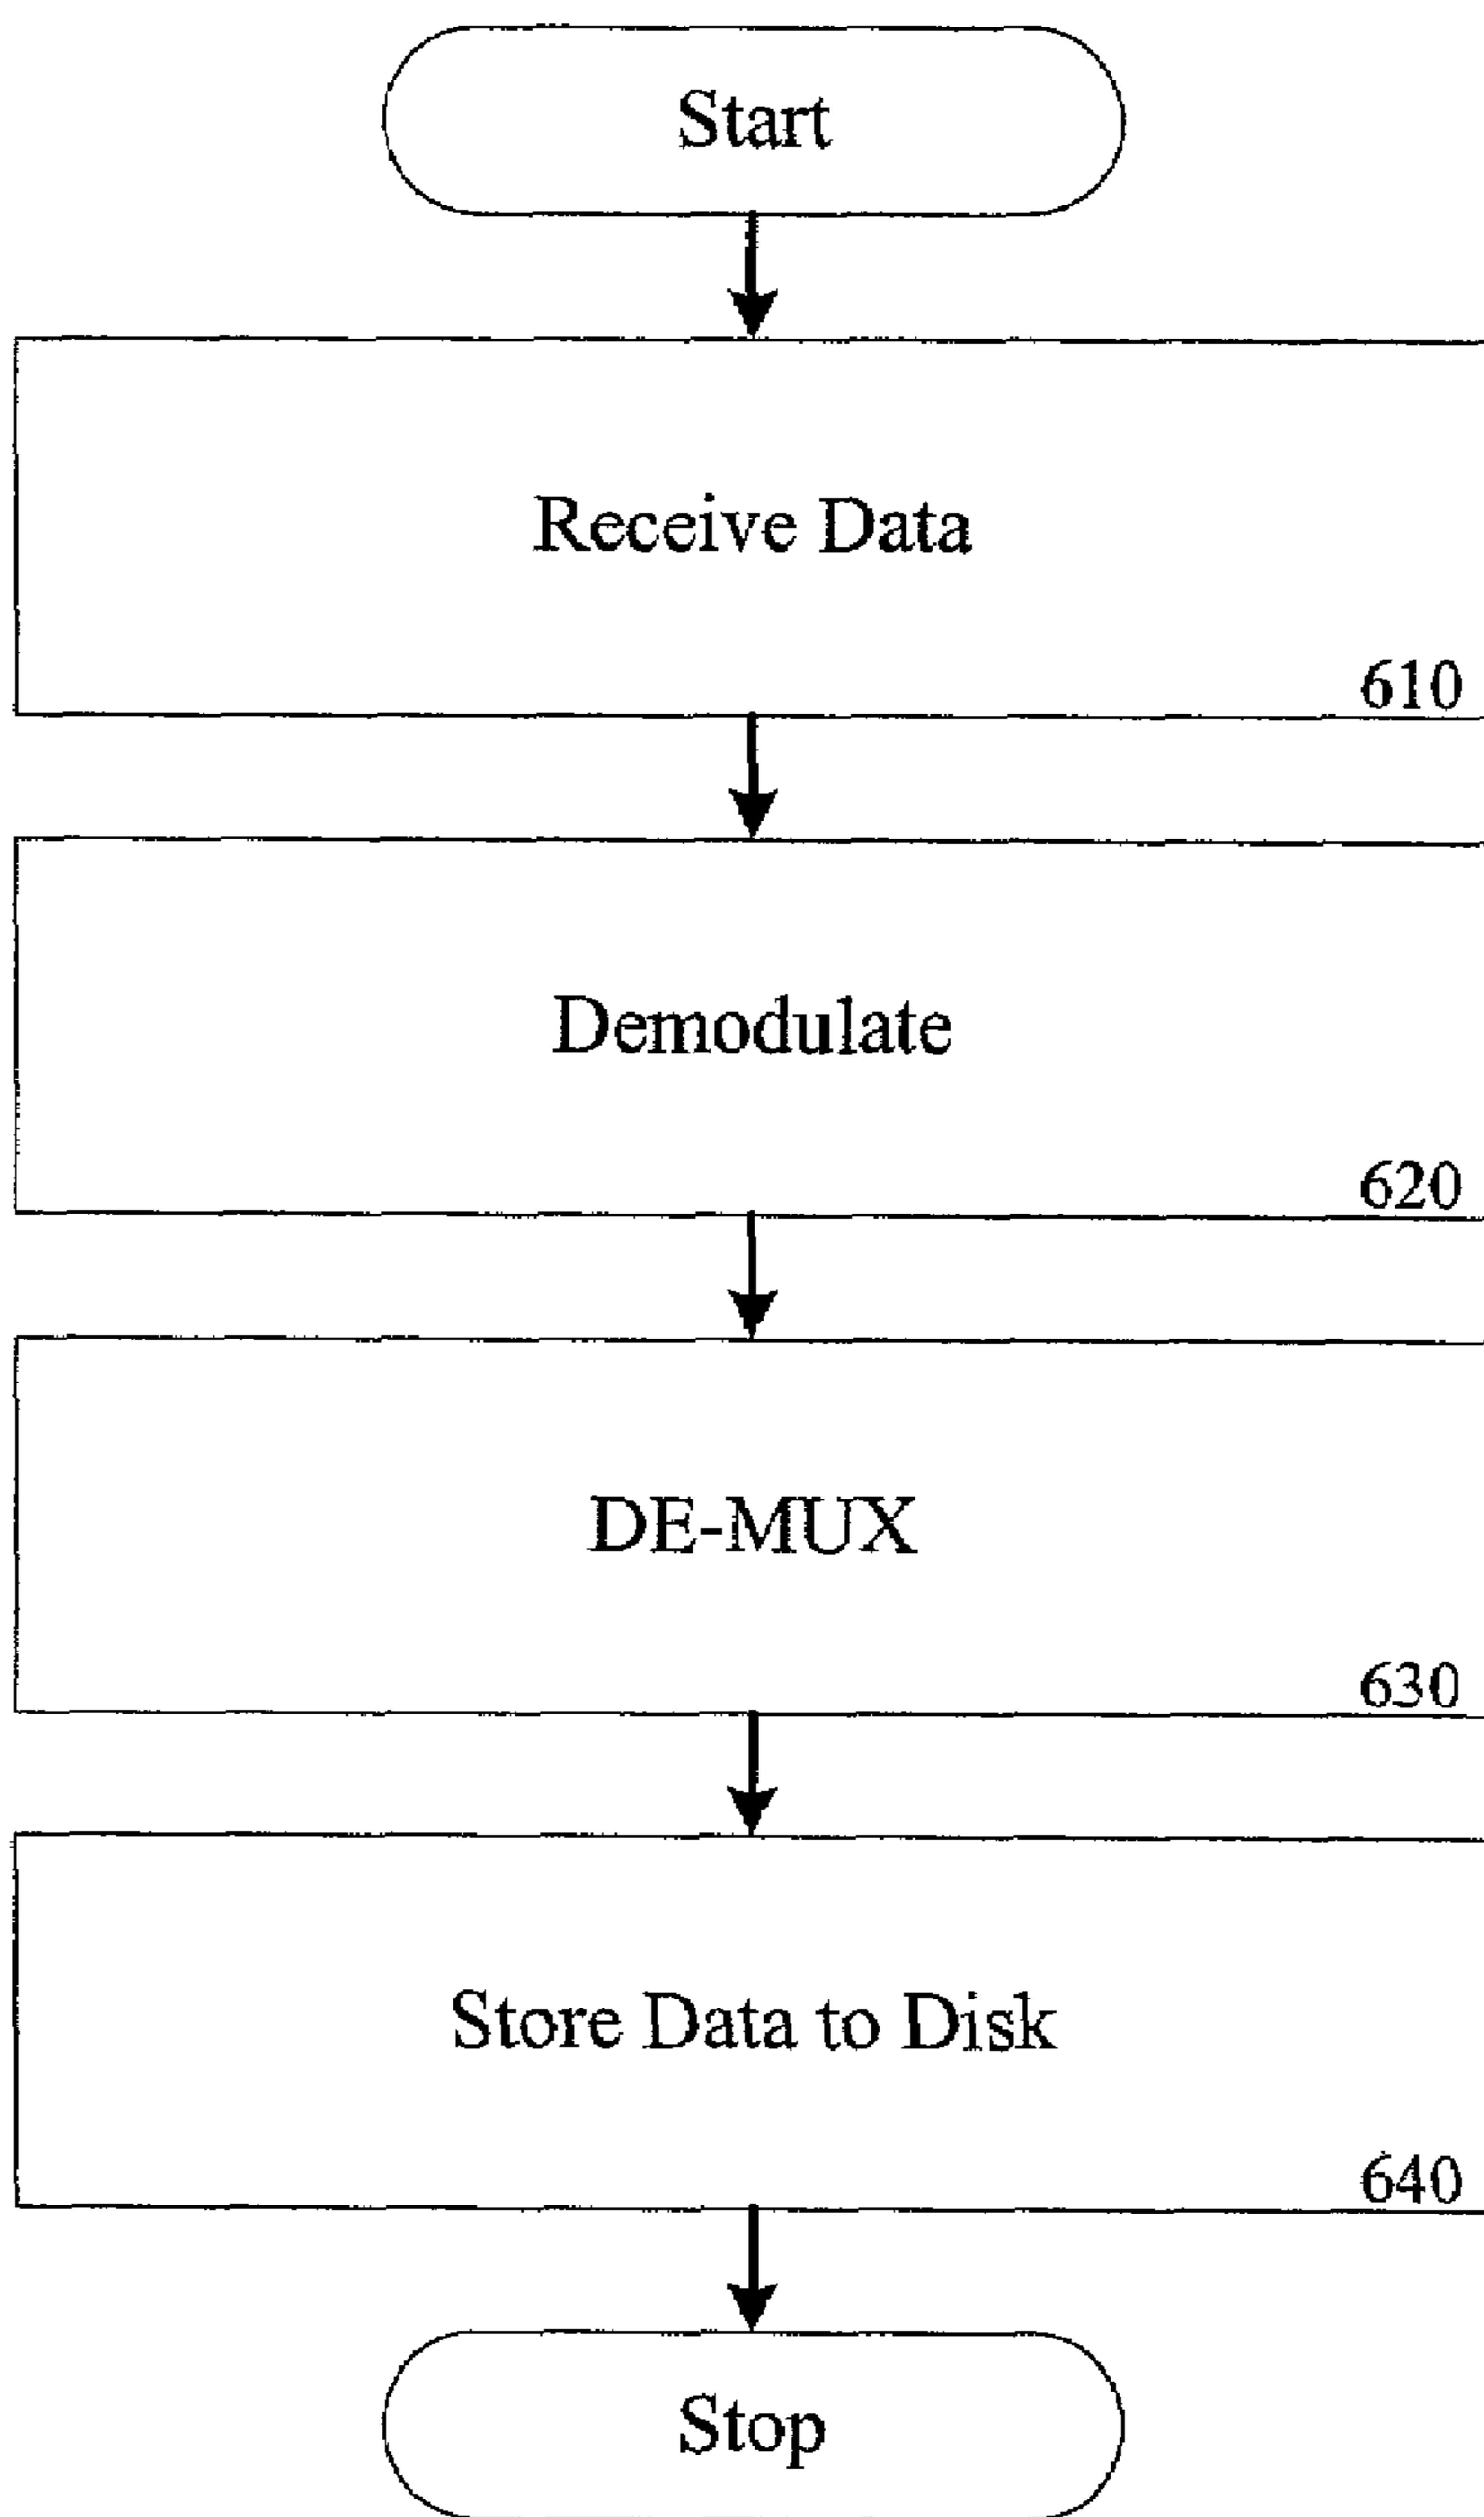 Start
Receive Data
610
Demodulate
620
DE-MUX
630
Store Data to Disk
640
Stop